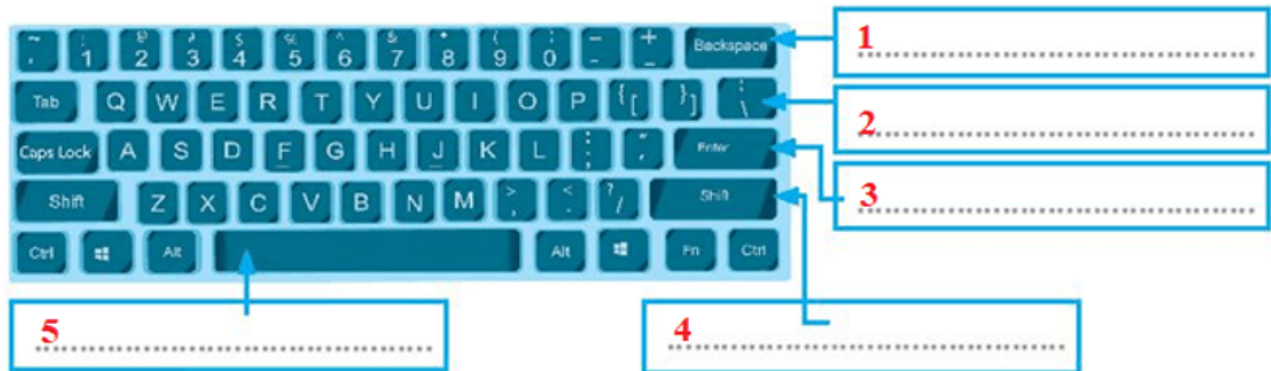 ~ 1 2 3 4 5 6 7 8 9 0 - + Backspace
Tab Q W E R T Y U I O P { [ } ] \
Caps Lock A S D F G H J K L ; Enter
Shift Z X C V B N M > , < . ? / Shift
Ctrl Alt Alt Fn Ctrl
1
2
3
4
5